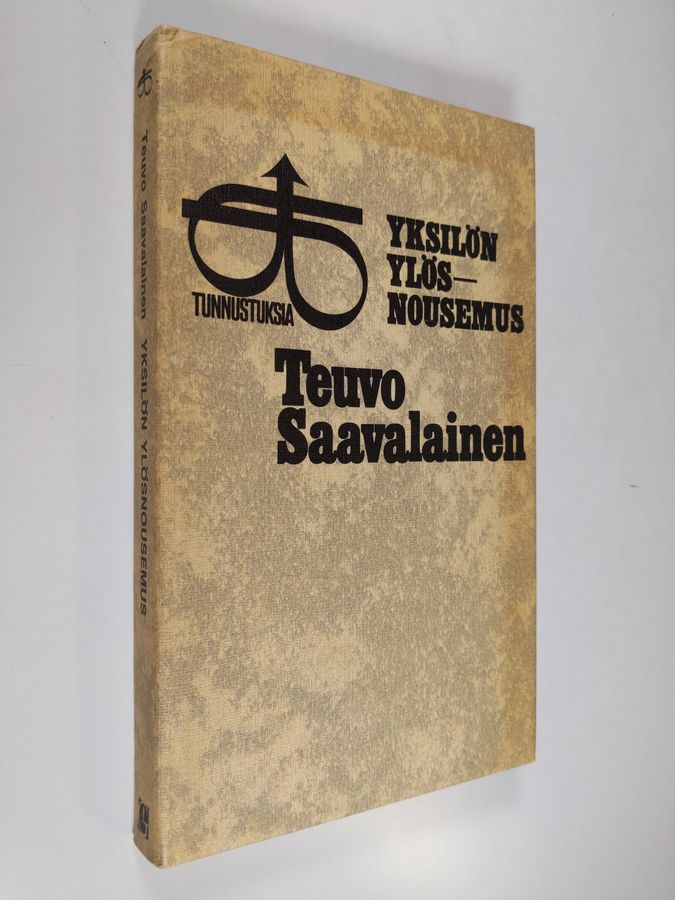 TUNNUSTUKSIA
YKSILÖN
YLÖS—
NOUSEMUS
Teuvo
Saavalainen
Teuvo Saavalainen YKSILÖN YLÖSNOUSEMUS